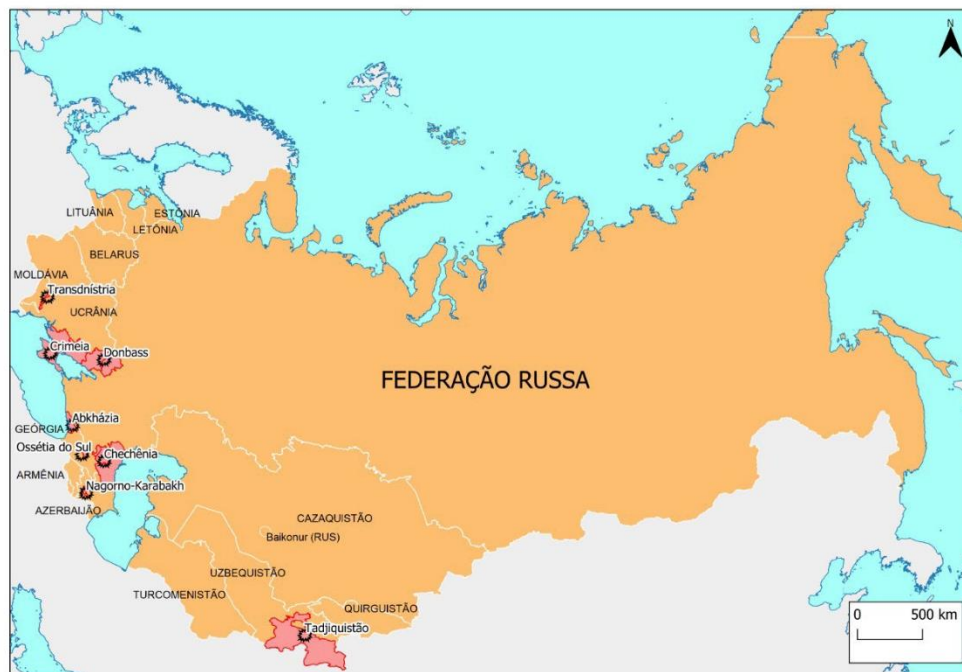 N
LITUÂNIA
ESTÔNIA
LETÔNIA
BELARUS
MOLDÁVIA
Transdnístria
UCRÂNIA
Crimeia
Donbass
FEDERAÇÃO RUSSA
Abkházia
GEÓRGIA
Ossétia do Sul
Chechênia
ARMÊNIA
Nagorno-Karabakh
AZERBAIJÃO
CAZAQUISTÃO
Baikonur (RUS)
UZBEQUISTÃO
TURCOMENISTÃO
QUIRGUISTÃO
Tadjiquistão
0 500 km